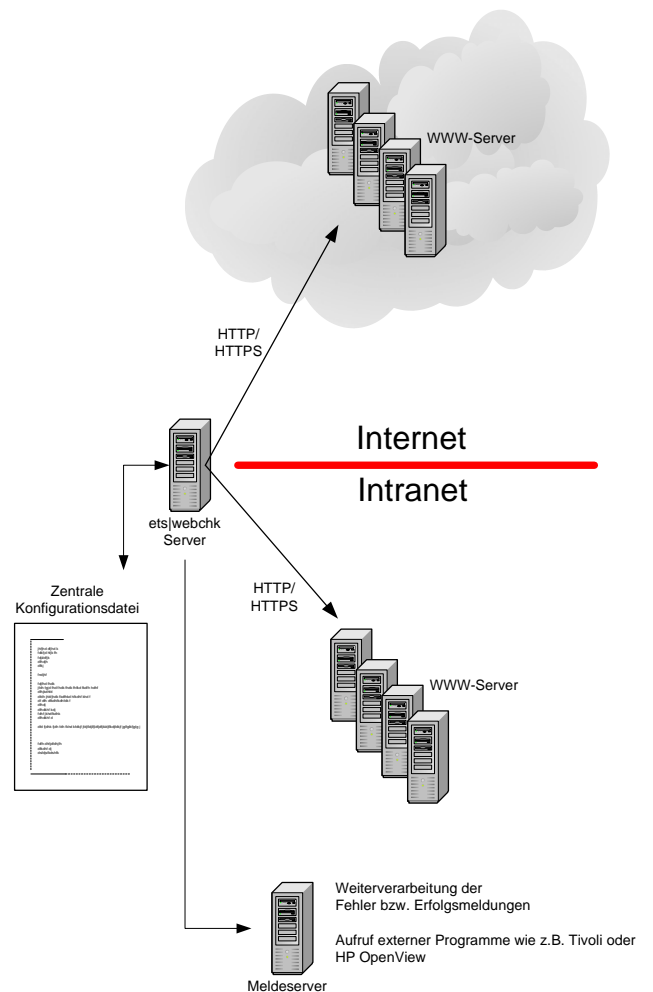 WWW-Server
HTTP/
HTTPS
Internet
Intranet
ets|webchk
Server
Zentrale
Konfigurationsdatei
HTTP/
HTTPS
WWW-Server
Weiterverarbeitung der
Fehler bzw. Erfolgsmeldungen
Aufruf externer Programme wie z.B. Tivoli oder
HP OpenView
Meldeserver